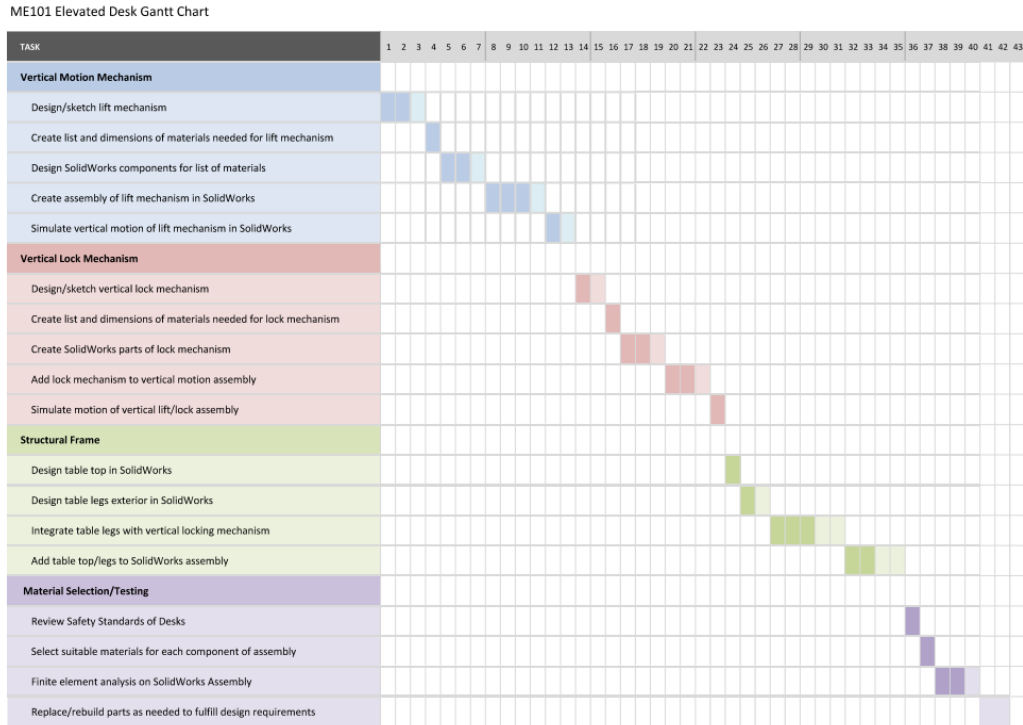 ME101 Elevated Desk Gantt Chart
TASK 1 2 3 4 5 6 7 8 9 10 11 12 13 14 15 16 17 18 19 20 21 22 23 24 25 26 27 28 29 30 31 32 33 34 35 36 37 38 39 40 41 42 43
Vertical Motion Mechanism
Design/sketch lift mechanism
Create list and dimensions of materials needed for lift mechanism
Design SolidWorks components for list of materials
Create assembly of lift mechanism in SolidWorks
Simulate vertical motion of lift mechanism in SolidWorks
Vertical Lock Mechanism
Design/sketch vertical lock mechanism
Create list and dimensions of materials needed for lock mechanism
Create SolidWorks parts of lock mechanism
Add lock mechanism to vertical motion assembly
Simulate motion of vertical lift/lock assembly
Structural Frame
Design table top in SolidWorks
Design table legs exterior in SolidWorks
Integrate table legs with vertical locking mechanism
Add table top/legs to SolidWorks assembly
Material Selection/Testing
Review Safety Standards of Desks
Select suitable materials for each component of assembly
Finite element analysis on SolidWorks Assembly
Replace/rebuild parts as needed to fulfill design requirements